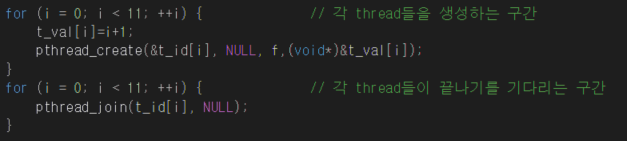 for (i = 0; i < 11; ++i) { // 각 thread들을 생성하는 구간
t_val[i]=i+1;
pthread_create(&t_id[i], NULL, f,(void*)&t_val[i]);
}
for (i = 0; i < 11; ++i) { // 각 thread들이 끝나기를 기다리는 구간
pthread_join(t_id[i], NULL);
}